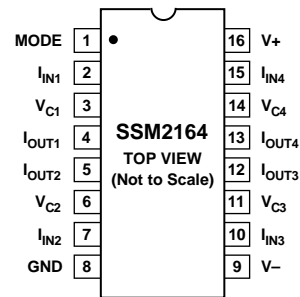 MODE 1 16 V+
IIN1 2 15 IIN4
VC1 3 14 VC4
IOUT1 4 SSM2164 13 IOUT4
IOUT2 5 TOP VIEW 12 IOUT3
VC2 6 (Not to Scale) 11 VC3
IIN2 7 10 IIN3
GND 8 9 V–